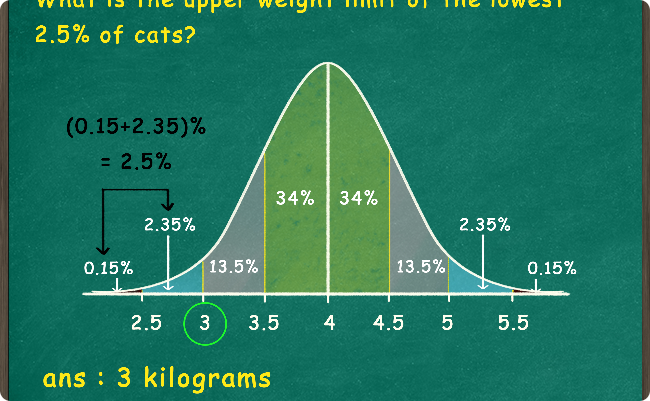 What is the upper weight limit of the lowest
2.5% of cats?
(0.15+2.35)%
= 2.5%
34% 34%
2.35% 2.35%
0.15% 13.5% 13.5% 0.15%
2.5 3 3.5 4 4.5 5 5.5
ans : 3 kilograms